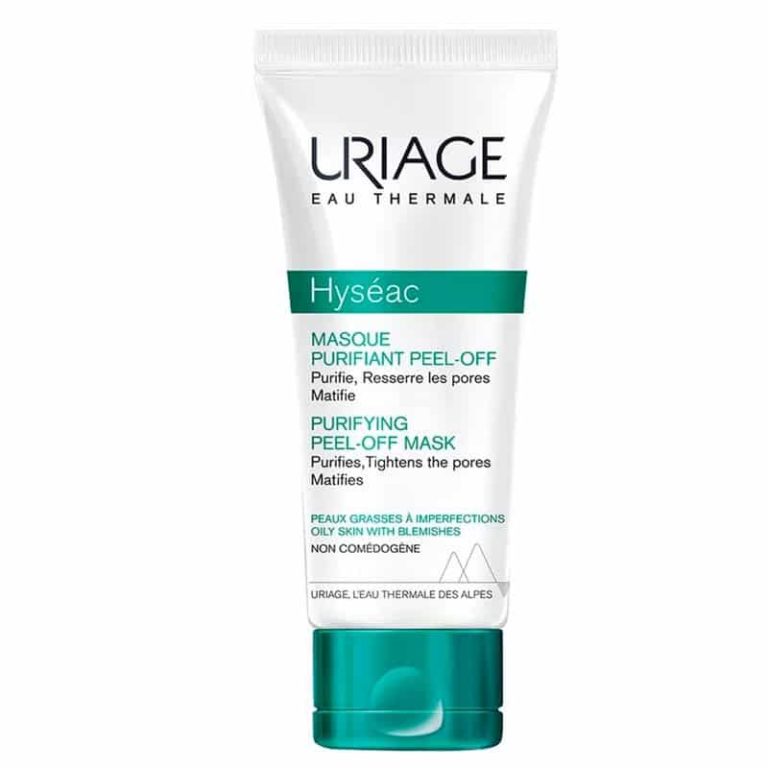 URIAGE
EAU THERMALE
Hyséac
MASQUE
PURIFIANT PEEL-OFF
Purifie, Resserre les pores
Matifie
PURIFYING
PEEL-OFF MASK
Purifies,Tightens the pores
Matifies
PEAUX GRASSES À IMPERFECTIONS
OILY SKIN WITH BLEMISHES
NON COMÉDOGÈNE
URIAGE, L'EAU THERMALE DES ALPES